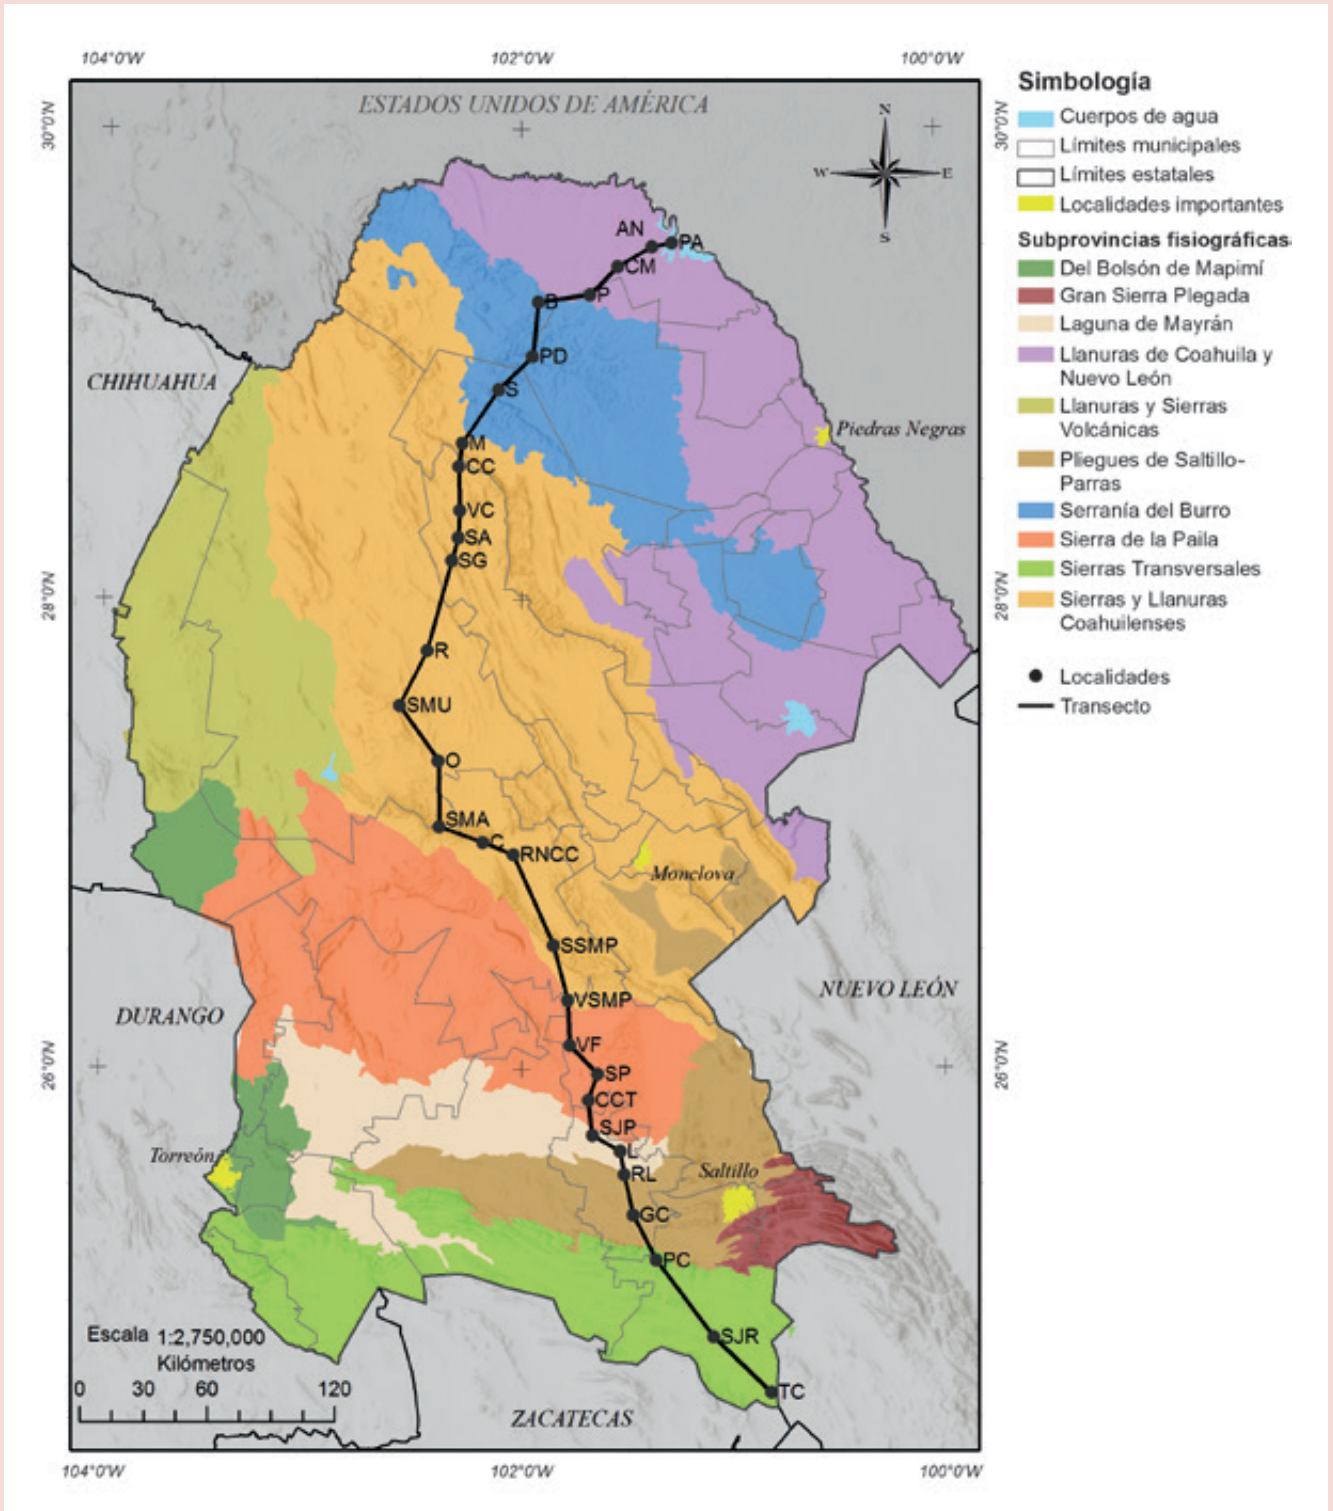 104°0'W 102°0'W 100°0'W
30°0'N
28°0'N
26°0'N
30°0'N
28°0'N
26°0'N
ESTADOS UNIDOS DE AMÉRICA
N
W E
S
AN
PA
CM
P
B
PD
CHIHUAHUA
S
Piedras Negras
M
CC
VC
SA
SG
R
SMU
O
SMA
C
RNCC
Monclova
SSMP
NUEVO LEÓN
VSMP
DURANGO
VF
SP
CCT
SJP
L
Torreón
RL
Saltillo
GC
PC
SJR
TC
Escala 1:2,750,000
Kilómetros
0 30 60 120
ZACATECAS
104°0'W 102°0'W 100°0'W
Simbología
Cuerpos de agua
Límites municipales
Límites estatales
Localidades importantes
Subprovincias fisiográficas
Del Bolsón de Mapimí
Gran Sierra Plegada
Laguna de Mayrán
Llanuras de Coahuila y
Nuevo León
Llanuras y Sierras
Volcánicas
Pliegues de Saltillo-
Parras
Serranía del Burro
Sierra de la Paila
Sierras Transversales
Sierras y Llanuras
Coahuilenses
Localidades
Transecto